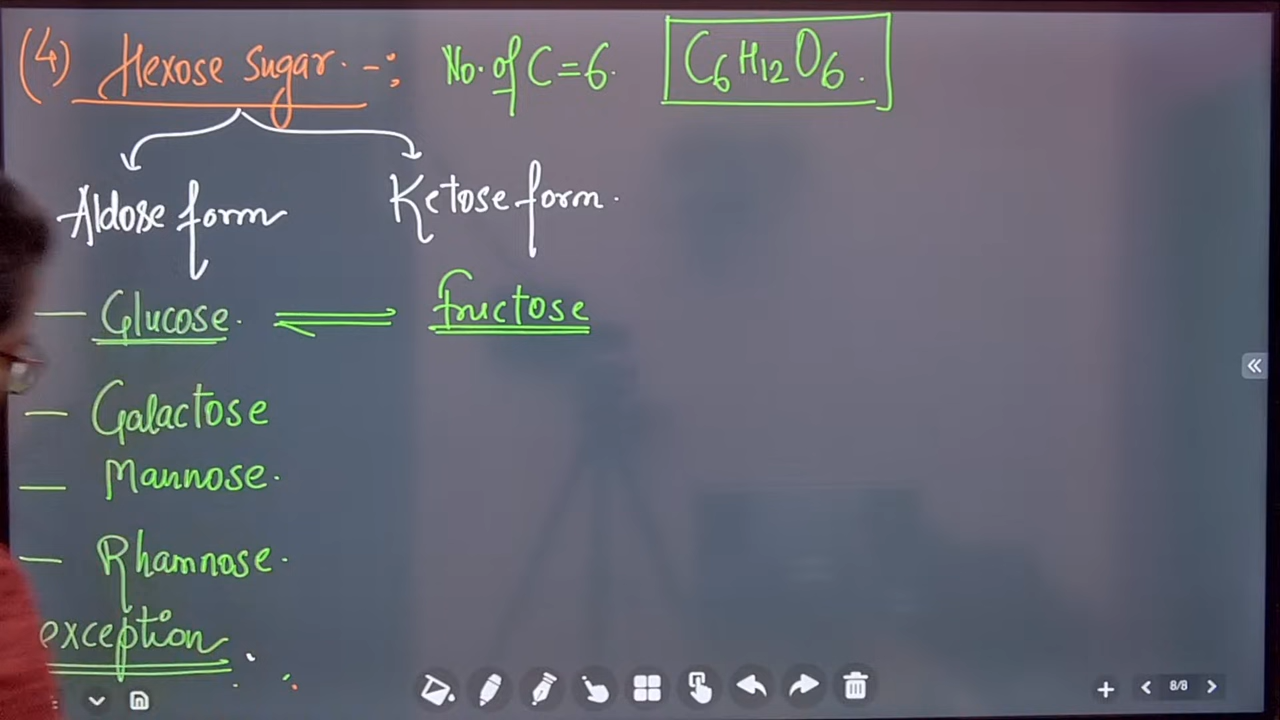 (4) Hexose Sugar. -: No. of C = 6. C₆H₁₂O₆.
Aldose form Ketose form.
— Glucose. ⇌ fructose
— Galactose
— Mannose.
— Rhamnose.
exception
8/8